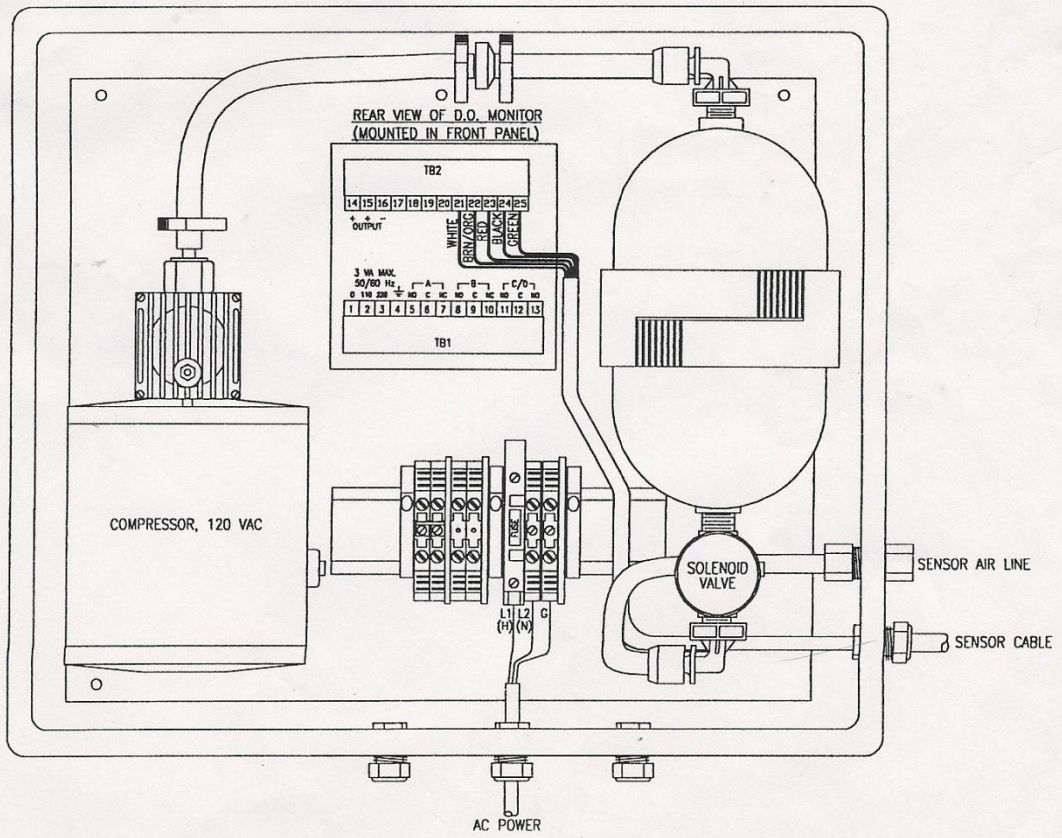 REAR VIEW OF D.O. MONITOR
(MOUNTED IN FRONT PANEL)
TB2
14 15 16 17 18 19 20 21 22 23 24 25
+ + -
OUTPUT
WHITE
BRN/ORG
RED
BLACK
GREEN
3 VA MAX.
50/60 Hz
A B C/D
0 110 220 NO C NC NO C NC NO C NO
1 2 3 4 5 6 7 8 9 10 11 12 13
TB1
COMPRESSOR, 120 VAC
FUSE
SOLENOID
VALVE
SENSOR AIR LINE
L1 L2 G
(H) (N)
SENSOR CABLE
AC POWER